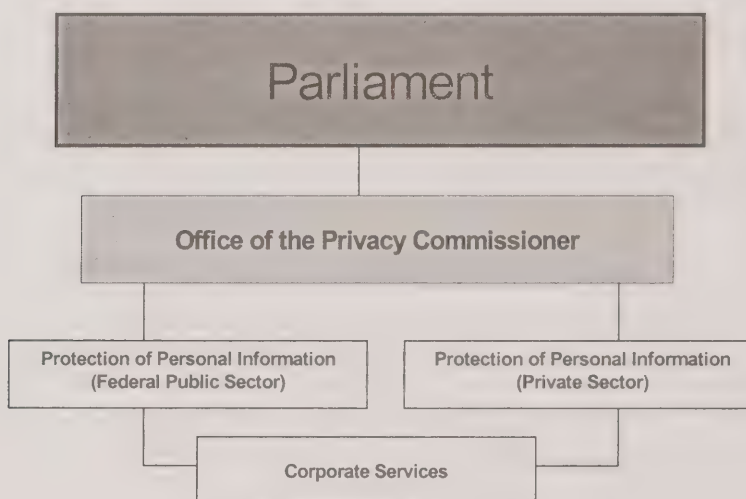 Parliament
Office of the Privacy Commissioner
Protection of Personal Information
(Federal Public Sector)
Protection of Personal Information
(Private Sector)
Corporate Services